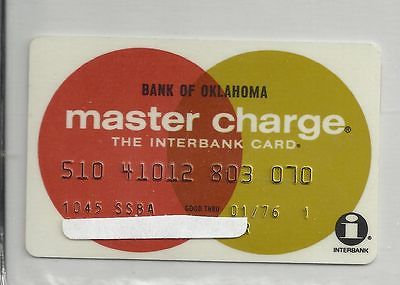 BANK OF OKLAHOMA
master charge®
THE INTERBANK CARD®
510 41012 803 070
1045 SSBA GOOD THRU 01/76 1
R
i®
INTERBANK